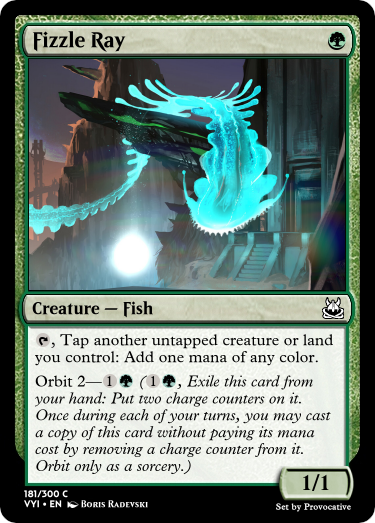 Fizzle Ray
Creature — Fish
, Tap another untapped creature or land
you control: Add one mana of any color.
Orbit 2—1 (1, Exile this card from
your hand: Put two charge counters on it.
Once during each of your turns, you may cast
a copy of this card without paying its mana
cost by removing a charge counter from it.
Orbit only as a sorcery.)
1/1
181/300 C
VYI • EN Boris Radevski
Set by Provocative